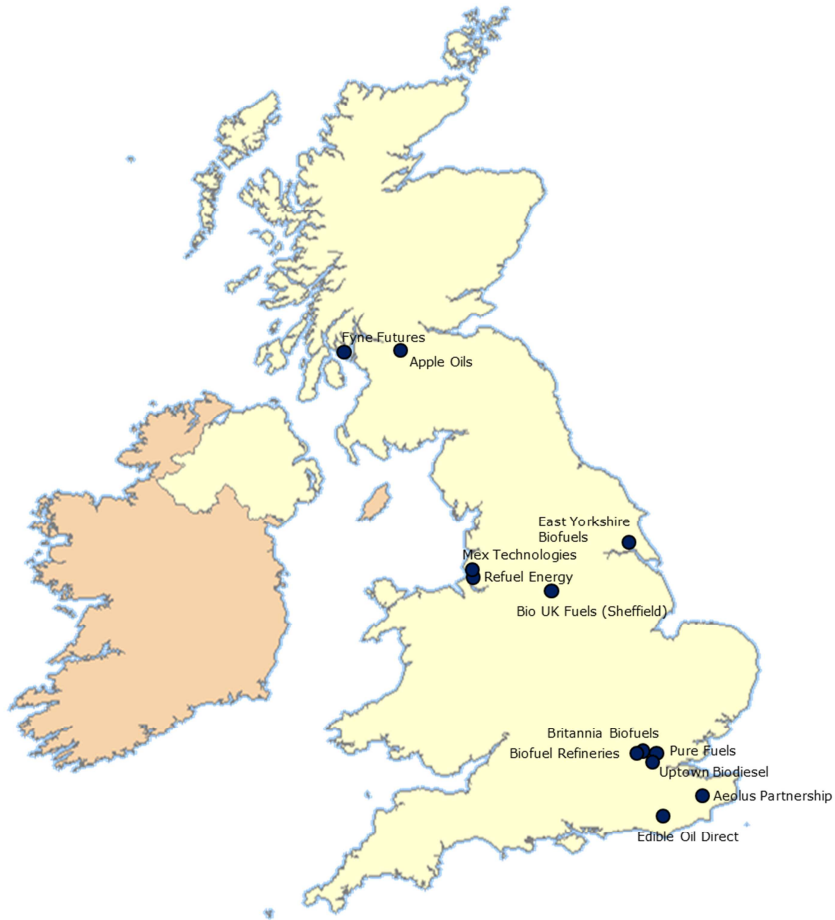 Fyne Futures
Apple Oils
East Yorkshire
Biofuels
Mex Technologies
Refuel Energy
Bio UK Fuels (Sheffield)
Britannia Biofuels
Pure Fuels
Biofuel Refineries
Uptown Biodiesel
Aeolus Partnership
Edible Oil Direct